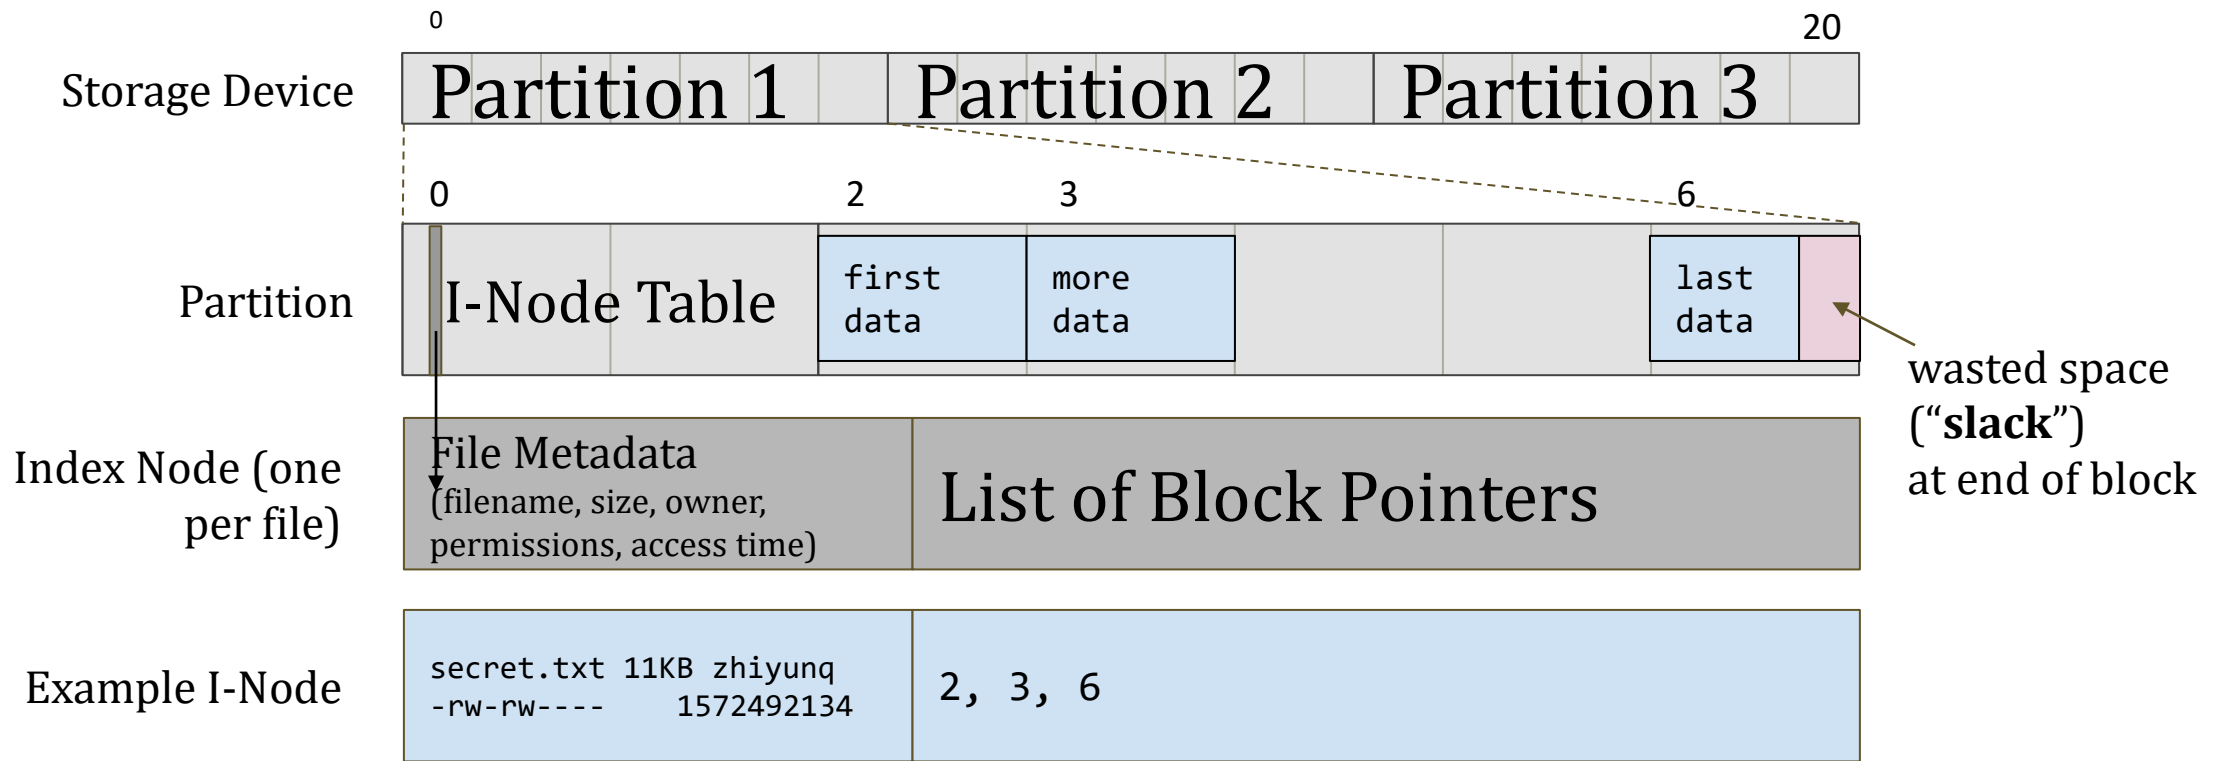 0
20
Storage Device
Partition 1
Partition 2
Partition 3
0
2
3
6
Partition
I-Node Table
first
data
more
data
last
data
wasted space
(“slack”)
at end of block
Index Node (one
per file)
File Metadata
(filename, size, owner,
permissions, access time)
List of Block Pointers
Example I-Node
secret.txt 11KB zhiyunq
-rw-rw---- 1572492134
2, 3, 6